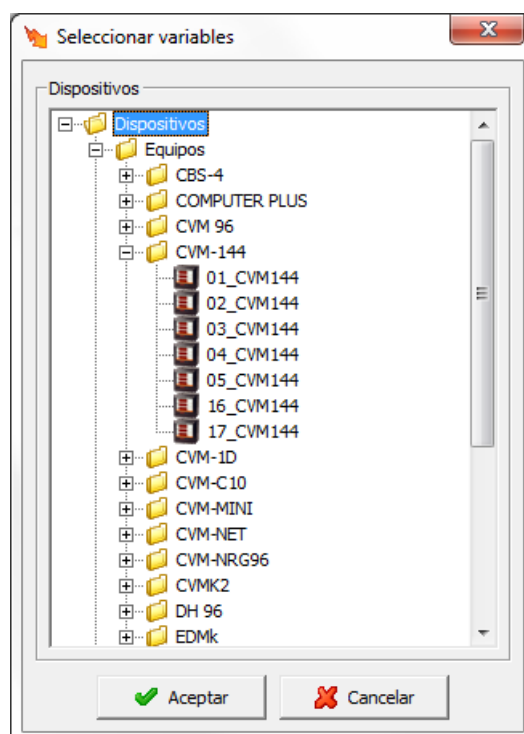 Seleccionar variables
Dispositivos
Dispositivos
Equipos
CBS-4
COMPUTER PLUS
CVM 96
CVM-144
01_CVM144
02_CVM144
03_CVM144
04_CVM144
05_CVM144
16_CVM144
17_CVM144
CVM-1D
CVM-C10
CVM-MINI
CVM-NET
CVM-NRG96
CVMK2
DH 96
EDMk
Aceptar Cancelar